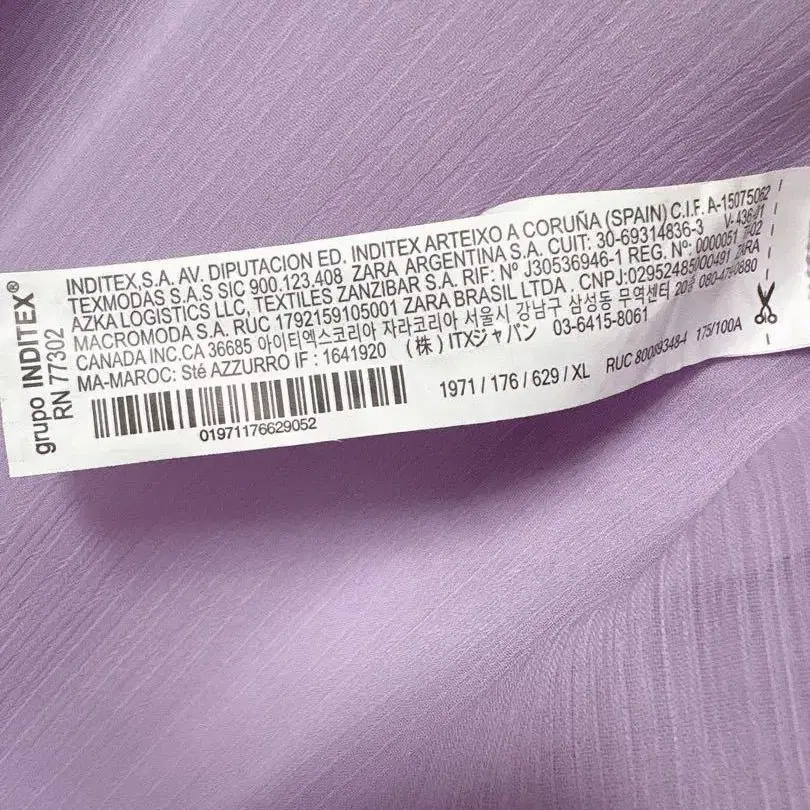 grupo INDITEX®
RN 77302
INDITEX,S.A. AV. DIPUTACION ED. INDITEX ARTEIXO A CORUÑA (SPAIN) C.I.F. A-15075062
TEXMODAS S.A.S SIC 900.123.408 ZARA ARGENTINA S.A. CUIT: 30-69314836-3
AZKA LOGISTICS LLC, TEXTILES ZANZIBAR S.A. RIF: Nº J30536946-1 REG. Nº: 0000051
MACROMODA S.A. RUC 1792159105001 ZARA BRASIL LTDA. CNPJ:02952485/00491 ZARA
CANADA INC.CA 36685 아이티엑스코리아 자라코리아 서울시 강남구 삼성동 무역센터 20층
MA-MAROC: Sté AZZURRO IF : 1641920 (株) ITXジャパン 03-6415-8061
01971176629052
1971 / 176 / 629 / XL
175/100A